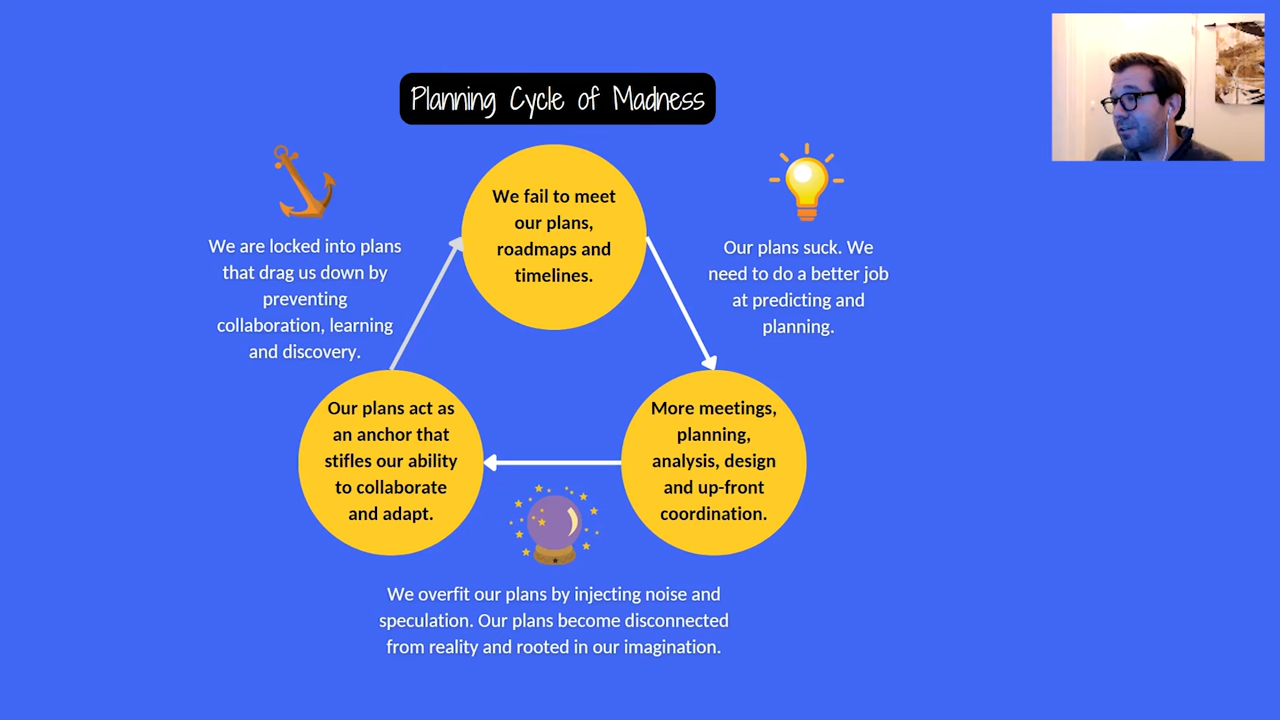 Planning Cycle of Madness
We fail to meet
our plans,
roadmaps and
timelines.
Our plans suck. We
need to do a better job
at predicting and
planning.
More meetings,
planning,
analysis, design
and up-front
coordination.
We overfit our plans by injecting noise and
speculation. Our plans become disconnected
from reality and rooted in our imagination.
Our plans act as
an anchor that
stifles our ability
to collaborate
and adapt.
We are locked into plans
that drag us down by
preventing
collaboration, learning
and discovery.